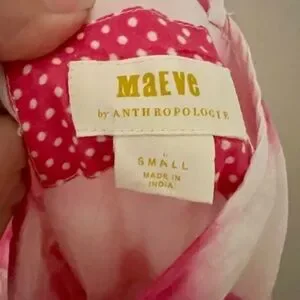 MaEVe
by ANTHROPOLOGIE
SMALL
MADE IN
INDIA